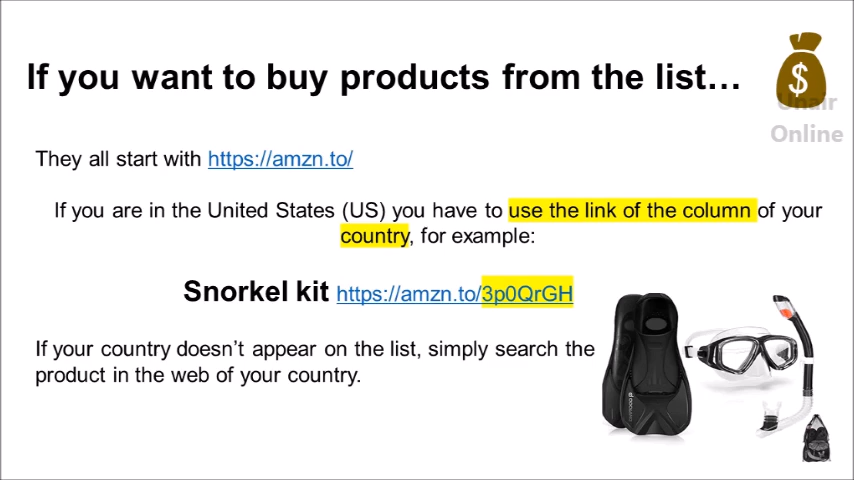 If you want to buy products from the list…
$
Unair
Online
They all start with https://amzn.to/
If you are in the United States (US) you have to use the link of the column of your
country, for example:
Snorkel kit https://amzn.to/3p0QrGH
If your country doesn’t appear on the list, simply search the
product in the web of your country.